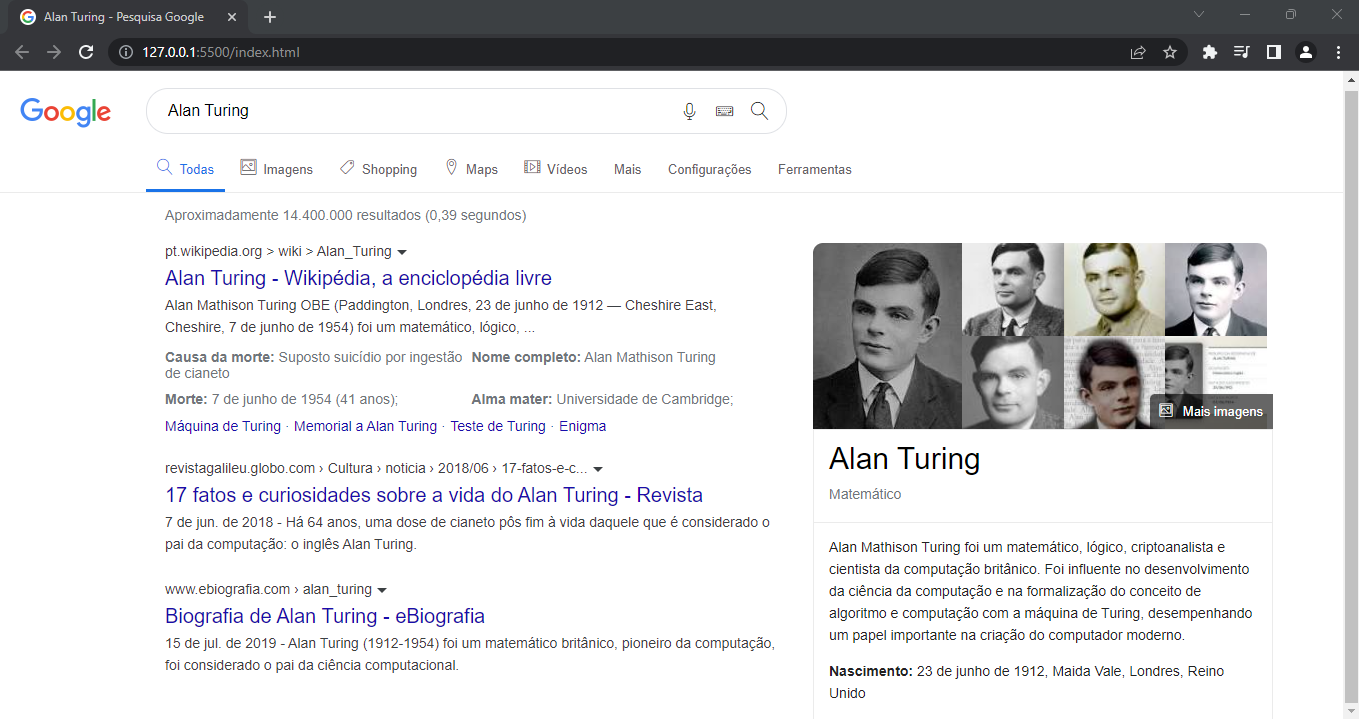 Alan Turing - Pesquisa Google
127.0.0.1:5500/index.html
Google
Alan Turing
Todas
Imagens
Shopping
Maps
Vídeos
Mais
Configurações
Ferramentas
Aproximadamente 14.400.000 resultados (0,39 segundos)
pt.wikipedia.org > wiki > Alan_Turing
Alan Turing - Wikipédia, a enciclopédia livre
Alan Mathison Turing OBE (Paddington, Londres, 23 de junho de 1912 — Cheshire East,
Cheshire, 7 de junho de 1954) foi um matemático, lógico, ...
Causa da morte: Suposto suicídio por ingestão
de cianeto
Nome completo: Alan Mathison Turing
Morte: 7 de junho de 1954 (41 anos);
Alma mater: Universidade de Cambridge;
Máquina de Turing · Memorial a Alan Turing · Teste de Turing · Enigma
revistagalileu.globo.com › Cultura › noticia › 2018/06 › 17-fatos-e-c...
17 fatos e curiosidades sobre a vida do Alan Turing - Revista
7 de jun. de 2018 - Há 64 anos, uma dose de cianeto pôs fim à vida daquele que é considerado o
pai da computação: o inglês Alan Turing.
www.ebiografia.com › alan_turing
Biografia de Alan Turing - eBiografia
15 de jul. de 2019 - Alan Turing (1912-1954) foi um matemático britânico, pioneiro da computação,
foi considerado o pai da ciência computacional.
Mais imagens
Alan Turing
Matemático
Alan Mathison Turing foi um matemático, lógico, criptoanalista e
cientista da computação britânico. Foi influente no desenvolvimento
da ciência da computação e na formalização do conceito de
algoritmo e computação com a máquina de Turing, desempenhando
um papel importante na criação do computador moderno.
Nascimento: 23 de junho de 1912, Maida Vale, Londres, Reino
Unido